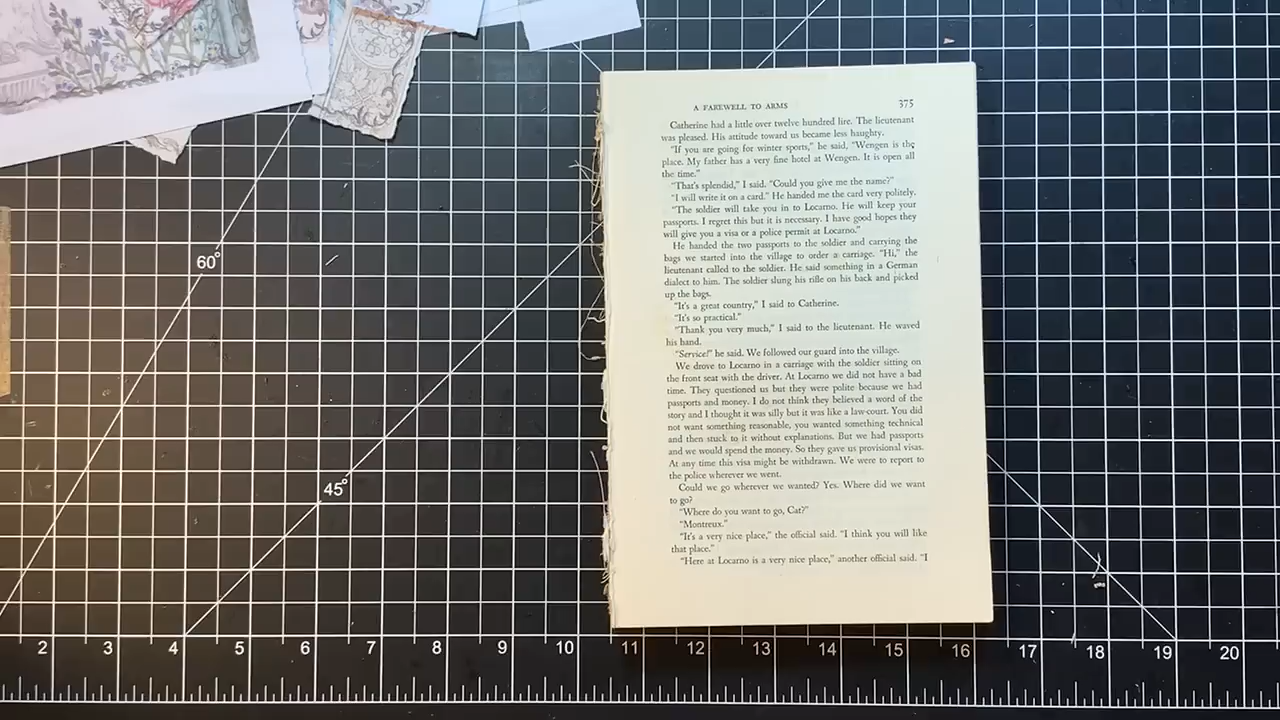 A FAREWELL TO ARMS 375
Catherine had a little over twelve hundred lire. The lieutenant
was pleased. His attitude toward us became less haughty.
"If you are going for winter sports," he said, "Wengen is the
place. My father has a very fine hotel at Wengen. It is open all
the time."
"That's splendid," I said. "Could you give me the name?"
"I will write it on a card." He handed me the card very politely.
"The soldier will take you in to Locarno. He will keep your
passports. I regret this but it is necessary. I have good hopes they
will give you a visa or a police permit at Locarno."
He handed the two passports to the soldier and carrying the
bags we started into the village to order a carriage. "Hi," the
lieutenant called to the soldier. He said something in a German
dialect to him. The soldier slung his rifle on his back and picked
up the bags.
"It's a great country," I said to Catherine.
"It's so practical."
"Thank you very much," I said to the lieutenant. He waved
his hand.
"Service!" he said. We followed our guard into the village.
We drove to Locarno in a carriage with the soldier sitting on
the front seat with the driver. At Locarno we did not have a bad
time. They questioned us but they were polite because we had
passports and money. I do not think they believed a word of the
story and I thought it was silly but it was like a law-court. You did
not want something reasonable, you wanted something technical
and then stuck to it without explanations. But we had passports
and we would spend the money. So they gave us provisional visas.
At any time this visa might be withdrawn. We were to report to
the police wherever we went.
Could we go wherever we wanted? Yes. Where did we want
to go?
"Where do you want to go, Cat?"
"Montreux."
"It's a very nice place," the official said. "I think you will like
that place."
"Here at Locarno is a very nice place," another official said. "I
60°
45°
2 3 4 5 6 7 8 9 10 11 12 13 14 15 16 17 18 19 20